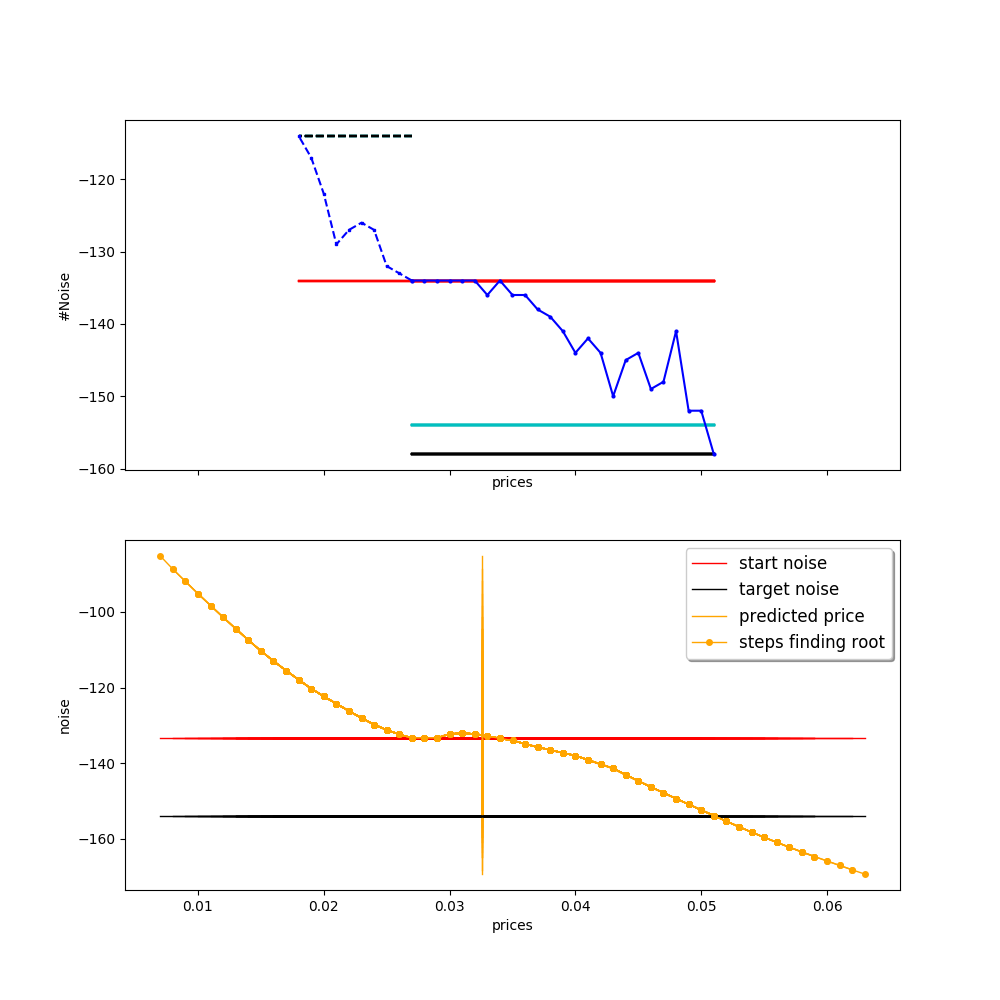 −120
−130
−140
−150
−160
#Noise
prices
start noise
target noise
predicted price
steps finding root
−100
−120
−140
−160
noise
0.01 0.02 0.03 0.04 0.05 0.06
prices